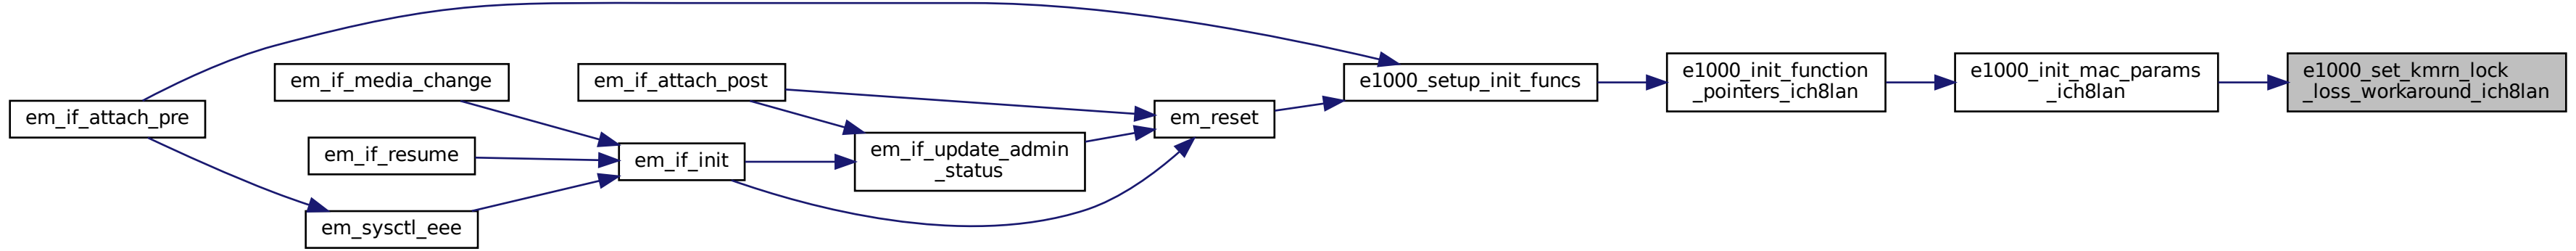 em_if_attach_pre
em_if_media_change
em_if_resume
em_sysctl_eee
em_if_attach_post
em_if_init
em_if_update_admin
_status
em_reset
e1000_setup_init_funcs
e1000_init_function
_pointers_ich8lan
e1000_init_mac_params
_ich8lan
e1000_set_kmrn_lock
_loss_workaround_ich8lan